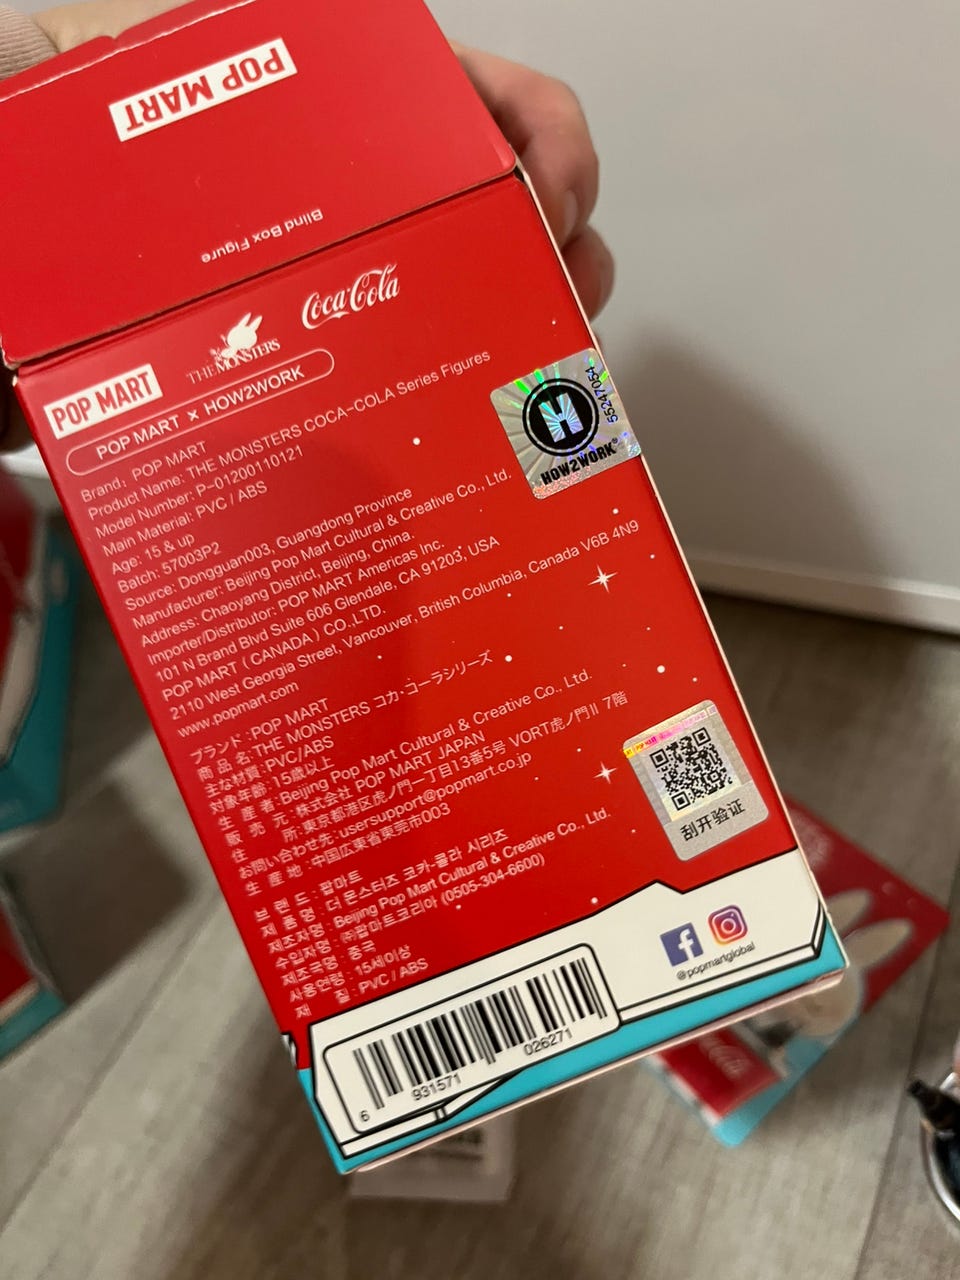 POP MART
Blind Box Figure
POP MART
THE MONSTERS
Coca-Cola
POP MART × HOW2WORK
Brand: POP MART
Product Name: THE MONSTERS COCA-COLA Series Figures
Model Number: P-01200110121
Main Material: PVC / ABS
Age: 15 & up
Batch: 57003P2
Source: Dongguan003, Guangdong Province
Manufacturer: Beijing Pop Mart Cultural & Creative Co., Ltd.
Address: Chaoyang District, Beijing, China.
Importer/Distributor: POP MART Americas Inc.
101 N Brand Blvd Suite 606 Glendale, CA 91203, USA
POP MART (CANADA) CO.,LTD.
2110 West Georgia Street, Vancouver, British Columbia, Canada V6B 4N9
www.popmart.com
HOW2WORK®
55247054
ブランド:POP MART
商品名:THE MONSTERS コカ·コーラシリーズ
主な材質:PVC/ABS
対象年齢:15歳以上
生産者:Beijing Pop Mart Cultural & Creative Co., Ltd.
販売元:株式会社 POP MART JAPAN
住所:東京都港区虎ノ門一丁目13番5号 VORT虎ノ門II 7階
お問い合わせ先:usersupport@popmart.co.jp
生産地:中国広東省東莞市003
브랜드:팝마트
제품명:더 몬스터즈 코카-콜라 시리즈
제조자명:Beijing Pop Mart Cultural & Creative Co., Ltd.
수입자명:㈜팝마트코리아 (0505-304-6600)
제조국명:중국
사용연령:15세이상
재질:PVC / ABS
刮开验证
@popmartglobal
6 931571 026271